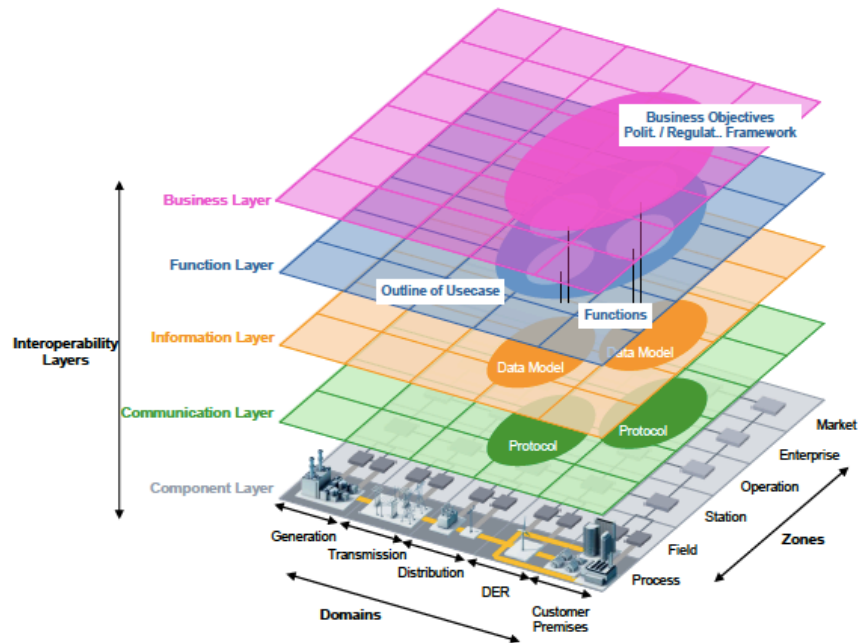 Business Objectives
Polit. / Regulat.. Framework
Business Layer
Function Layer
Outline of Usecase
Functions
Interoperability
Layers
Information Layer
Data Model
Data Model
Communication Layer
Protocol
Protocol
Component Layer
Market
Enterprise
Operation
Station
Field
Process
Zones
Generation
Transmission
Distribution
DER
Customer
Premises
Domains